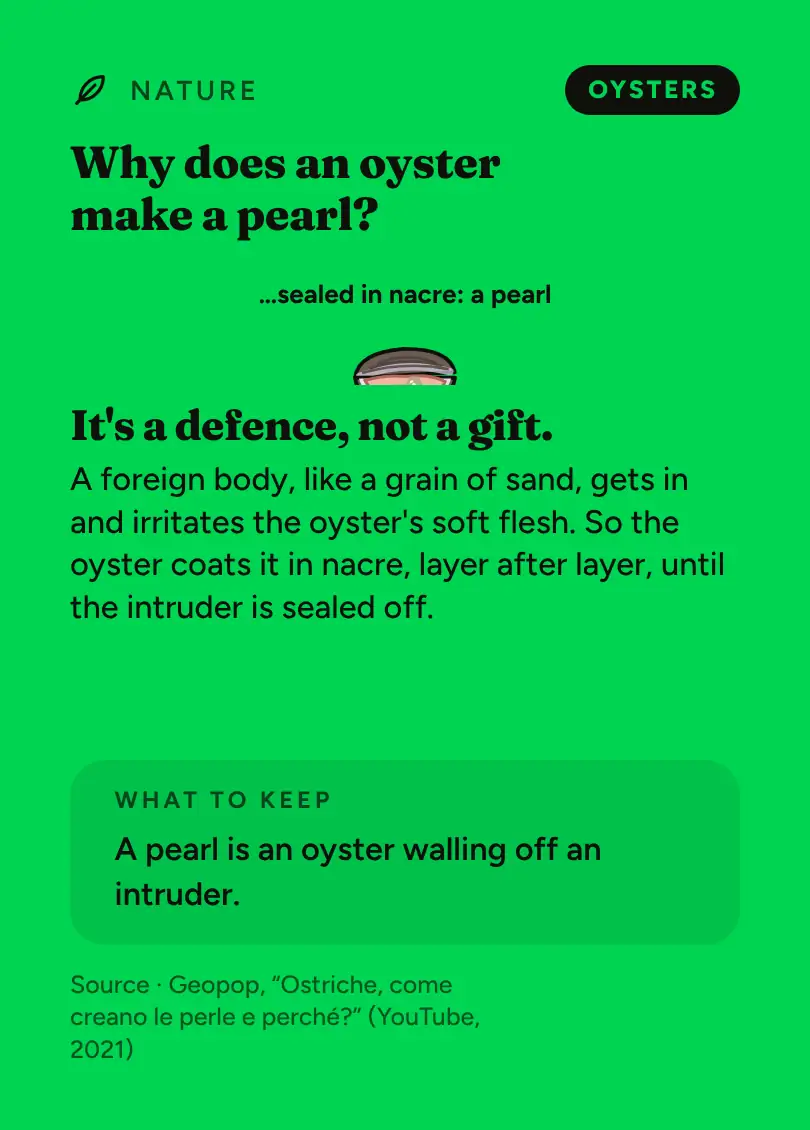 NATURE
OYSTERS
Why does an oyster
make a pearl?
...sealed in nacre: a pearl
It's a defence, not a gift.
A foreign body, like a grain of sand, gets in
and irritates the oyster's soft flesh. So the
oyster coats it in nacre, layer after layer, until
the intruder is sealed off.
WHAT TO KEEP
A pearl is an oyster walling off an
intruder.
Source · Geopop, “Ostriche, come
creano le perle e perché?” (YouTube,
2021)